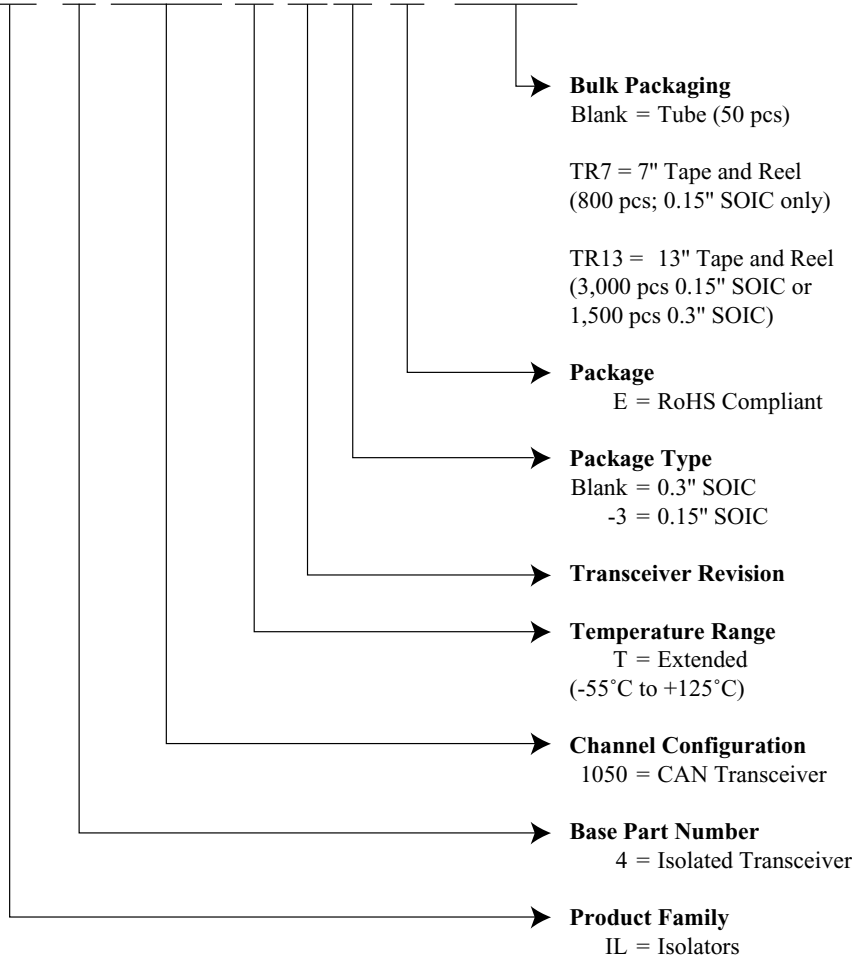 Bulk Packaging
Blank = Tube (50 pcs)
TR7 = 7" Tape and Reel
(800 pcs; 0.15" SOIC only)
TR13 = 13" Tape and Reel
(3,000 pcs 0.15" SOIC or
1,500 pcs 0.3" SOIC)
Package
E = RoHS Compliant
Package Type
Blank = 0.3" SOIC
-3 = 0.15" SOIC
Transceiver Revision
Temperature Range
T = Extended
(-55˚C to +125˚C)
Channel Configuration
1050 = CAN Transceiver
Base Part Number
4 = Isolated Transceiver
Product Family
IL = Isolators